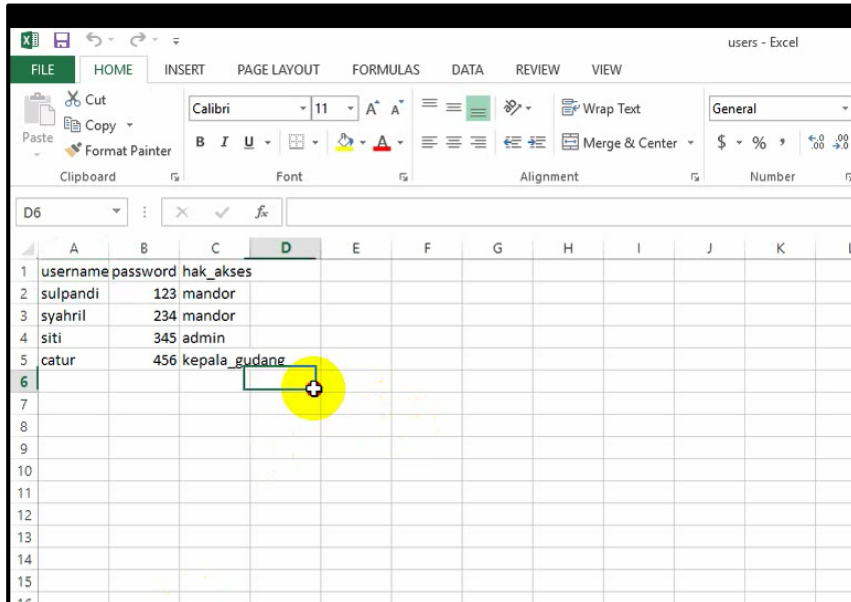 users - Excel
FILE HOME INSERT PAGE LAYOUT FORMULAS DATA REVIEW VIEW
Paste
Cut
Copy
Format Painter
Calibri 11
B I U
Wrap Text
Merge & Center
General
$ % ,
Clipboard Font Alignment Number
D6 fx
A B C D E F G H I J K
1 username password hak_akses
2 sulpandi 123 mandor
3 syahril 234 mandor
4 siti 345 admin
5 catur 456 kepala_gudang
6
7
8
9
10
11
12
13
14
15